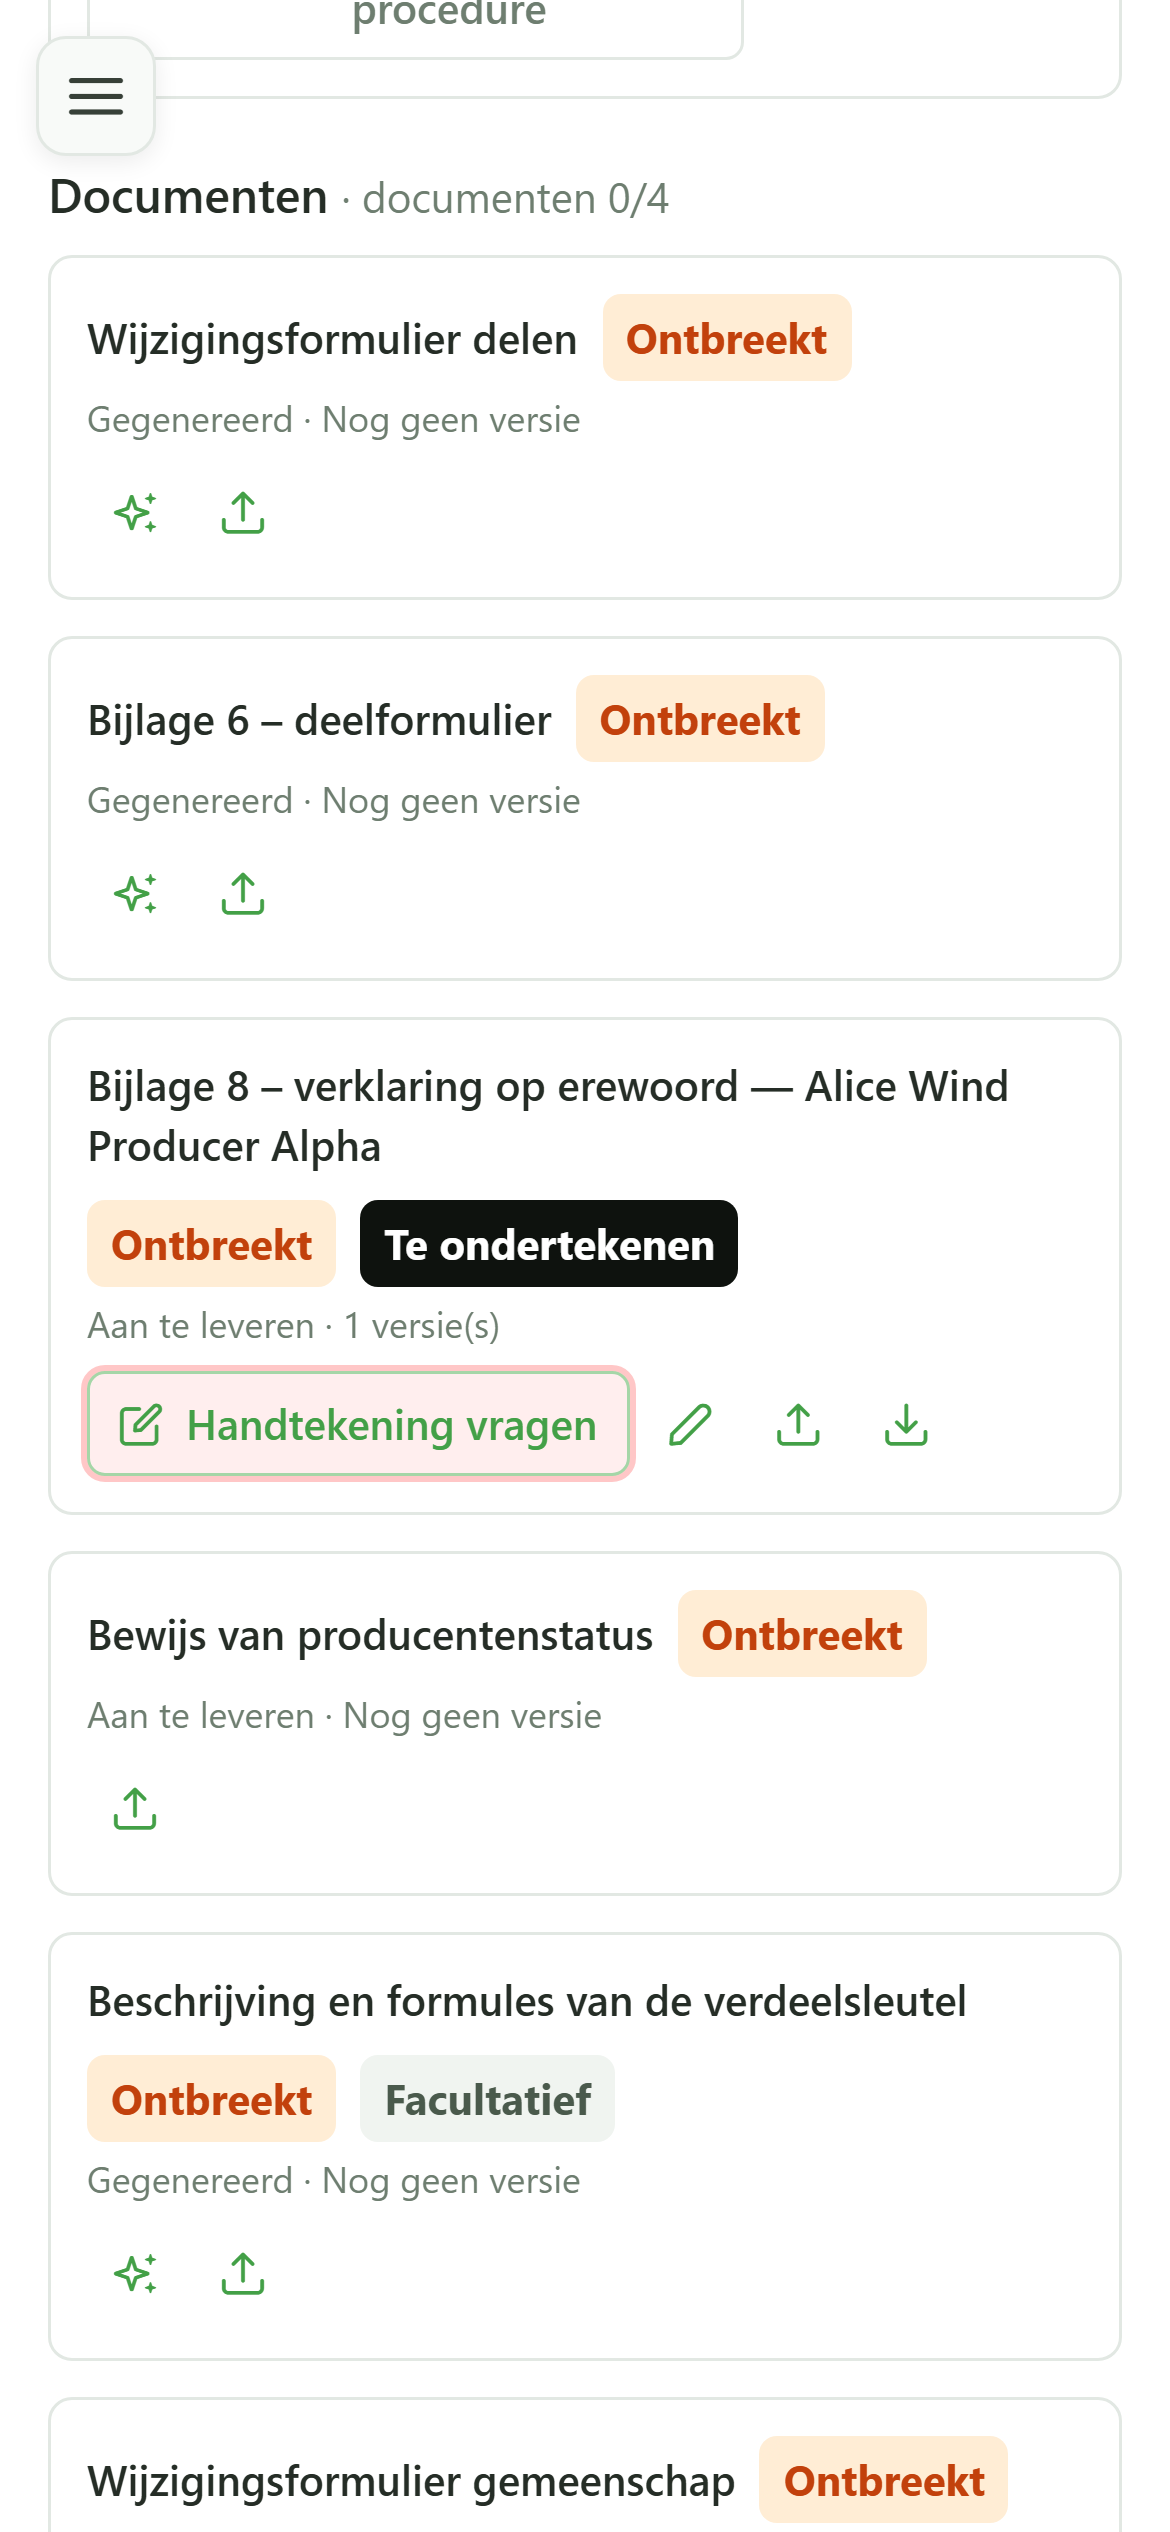 procedure
Documenten · documenten 0/4
Wijzigingsformulier delen Ontbreekt
Gegenereerd · Nog geen versie
Bijlage 6 – deelformulier Ontbreekt
Gegenereerd · Nog geen versie
Bijlage 8 – verklaring op erewoord — Alice Wind
Producer Alpha
Ontbreekt Te ondertekenen
Aan te leveren · 1 versie(s)
Handtekening vragen
Bewijs van producentenstatus Ontbreekt
Aan te leveren · Nog geen versie
Beschrijving en formules van de verdeelsleutel
Ontbreekt Facultatief
Gegenereerd · Nog geen versie
Wijzigingsformulier gemeenschap Ontbreekt